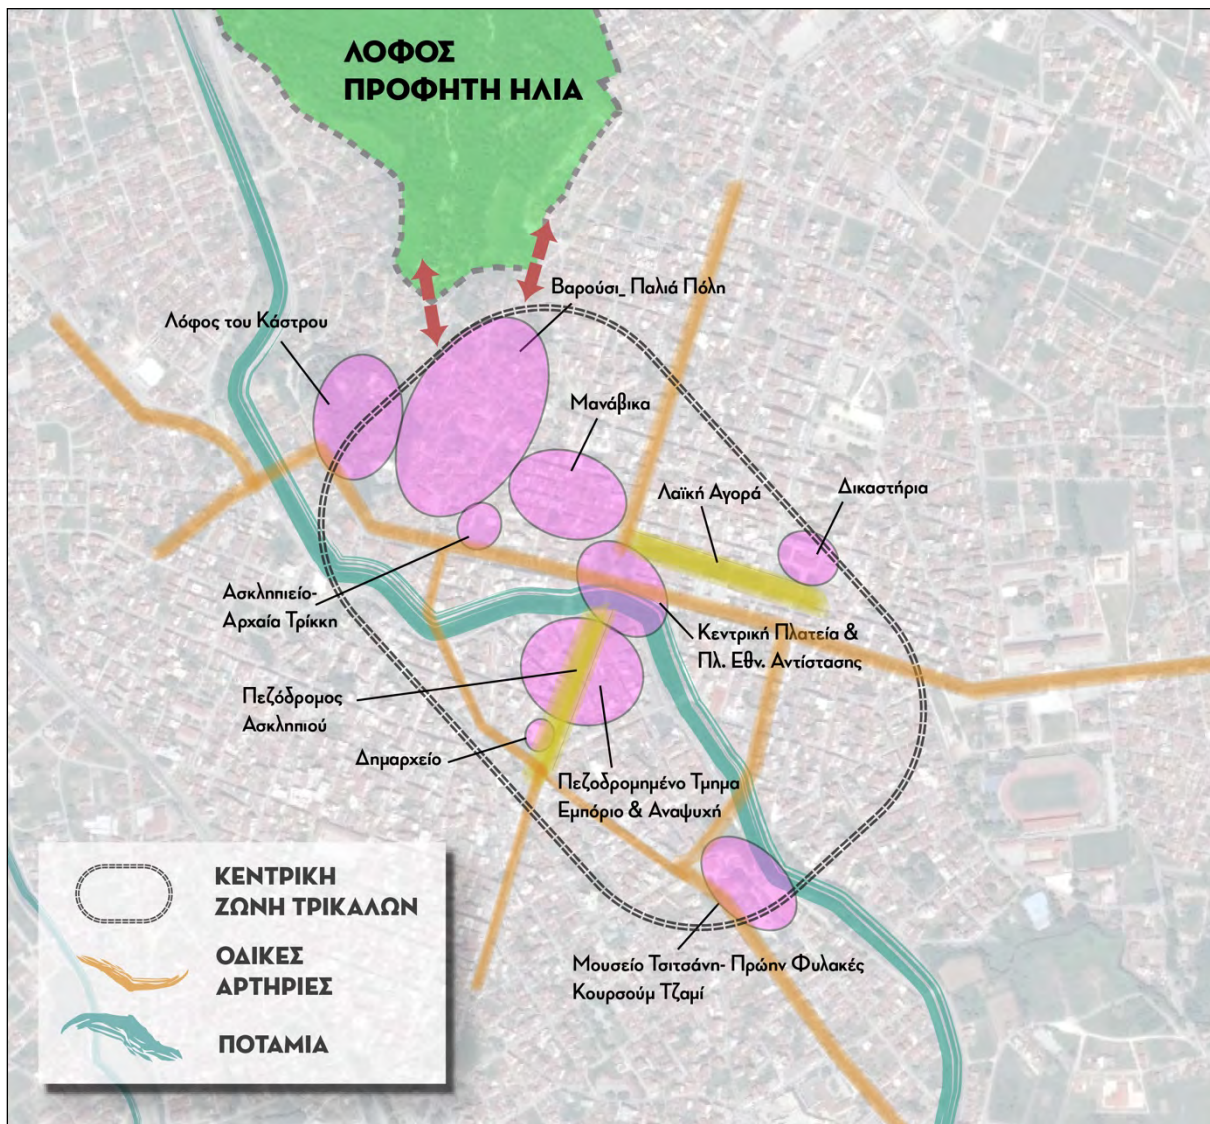 ΛΟΦΟΣ
ΠΡΟΦΗΤΗ ΗΛΙΑ
Βαρούσι_ Παλιά Πόλη
Λόφος του Κάστρου
Μανάβικα
Λαϊκή Αγορά
Δικαστήρια
Ασκληπιείο-
Αρχαία Τρίκκη
Κεντρική Πλατεία &
Πλ. Εθν. Αντίστασης
Πεζόδρομος
Ασκληπιού
Δημαρχείο
Πεζοδρομημένο Τμημα
Εμπόριο & Αναψυχή
Μουσείο Τσιτσάνη- Πρώην Φυλακές
Κουρσούμ Τζαμί
ΚΕΝΤΡΙΚΗ
ΖΩΝΗ ΤΡΙΚΑΛΩΝ
ΟΔΙΚΕΣ
ΑΡΤΗΡΙΕΣ
ΠΟΤΑΜΙΑ